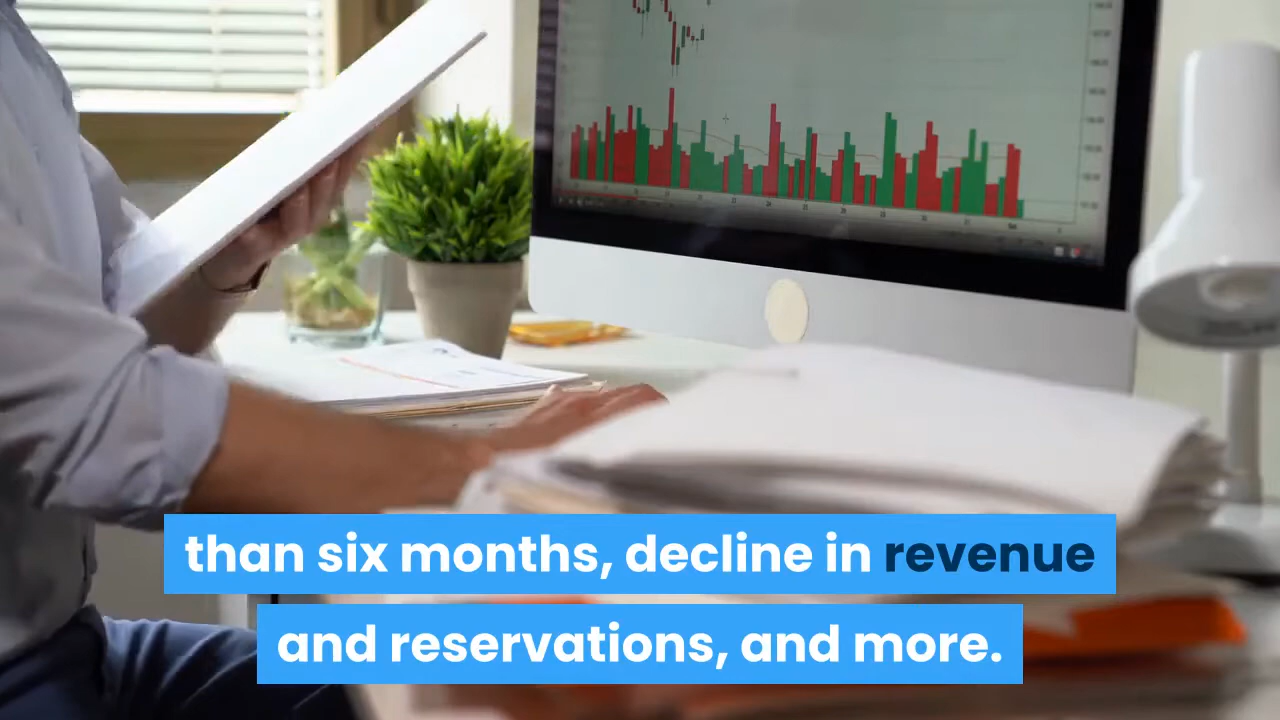 than six months, decline in revenue
and reservations, and more.